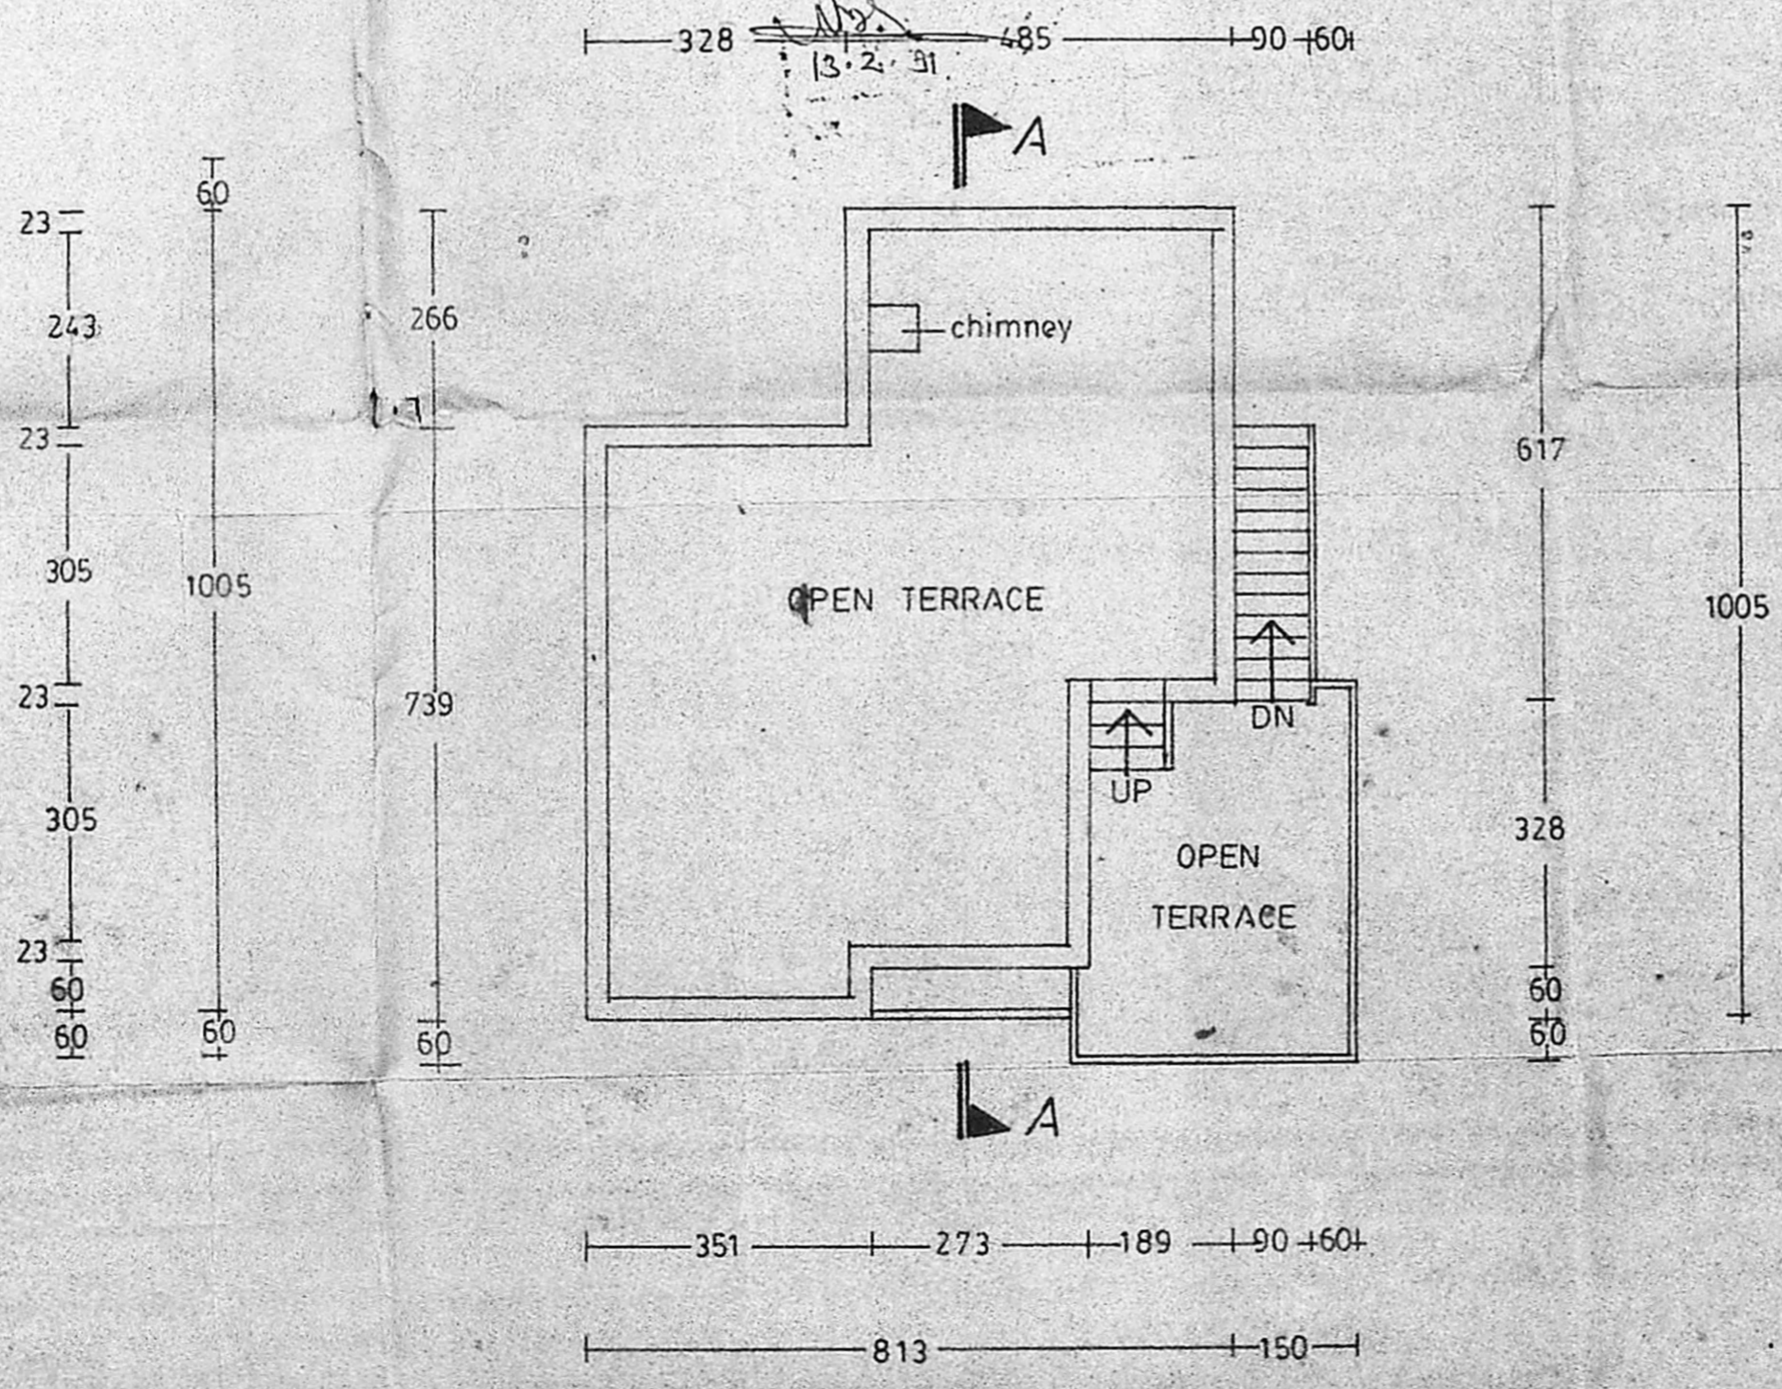 328 485 90 60
13.2.91
A
60
23
243 266
chimney
23
617
305 1005
OPEN TERRACE
1005
23
739
DN
UP
305
328
OPEN
TERRACE
23
60 60
60 60 60 60
A
351 273 189 90 60
813 150